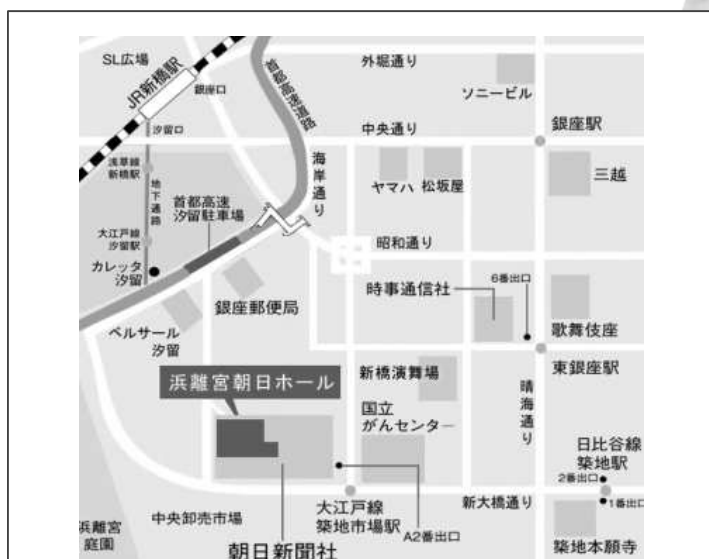 SL広場
JR新橋駅
銀座口
汐留口
首都高速道路
外堀通り
ソニービル
中央通り
銀座駅
浅草線
新橋駅
地下通路
海岸通り
ヤマハ
松坂屋
三越
首都高速
汐留駐車場
大江戸線
汐留駅
昭和通り
カレッタ
汐留
銀座郵便局
時事通信社
6番出口
歌舞伎座
ベルサール
汐留
東銀座駅
浜離宮朝日ホール
新橋演舞場
晴海通り
国立
がんセンター
日比谷線
築地駅
2番出口
1番出口
新大橋通り
大江戸線
築地市場駅
A2番出口
中央卸売市場
浜離宮
庭園
朝日新聞社
築地本願寺